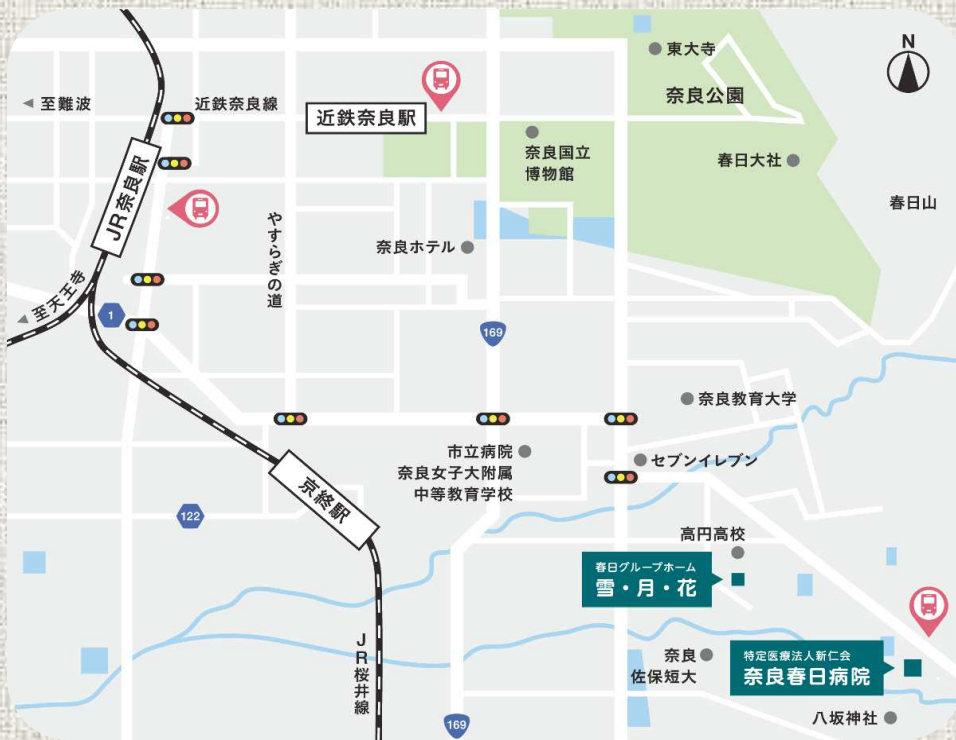 N
東大寺
奈良公園
至難波
近鉄奈良線
近鉄奈良駅
奈良国立
博物館
春日大社
春日山
JR奈良駅
やすらぎの道
奈良ホテル
至天王寺
1
169
奈良教育大学
市立病院
奈良女子大附属
中等教育学校
セブンイレブン
京終駅
122
高円高校
春日グループホーム
雪・月・花
JR桜井線
奈良
佐保短大
特定医療法人新仁会
奈良春日病院
八坂神社
169